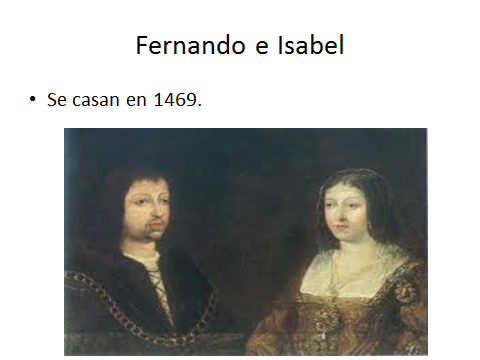 Fernando e Isabel
• Se casan en 1469.